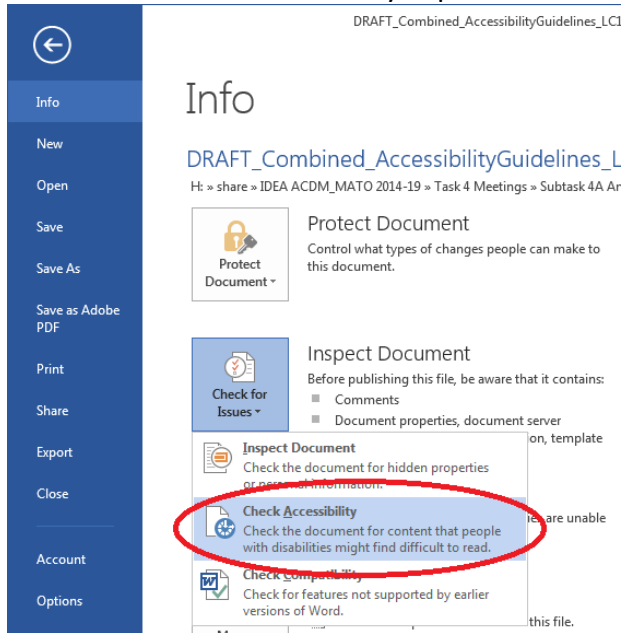 DRAFT_Combined_AccessibilityGuidelines_LC1
Info
Info
New
DRAFT_Combined_AccessibilityGuidelines_L
Open
H: » share » IDEA ACDM_MATO 2014-19 » Task 4 Meetings » Subtask 4A Ar
Save
Protect Document
Control what types of changes people can make to
this document.
Protect
Document
Save As
Save as Adobe
PDF
Print
Inspect Document
Before publishing this file, be aware that it contains:
Comments
Document properties, document server
on, template
Check for
Issues
Share
Export
Inspect Document
Check the document for hidden properties
or personal information.
Close
Check Accessibility
Check the document for content that people
with disabilities might find difficult to read.
are unable
Account
Check Compatibility
Check for features not supported by earlier
versions of Word.
Options
this file.